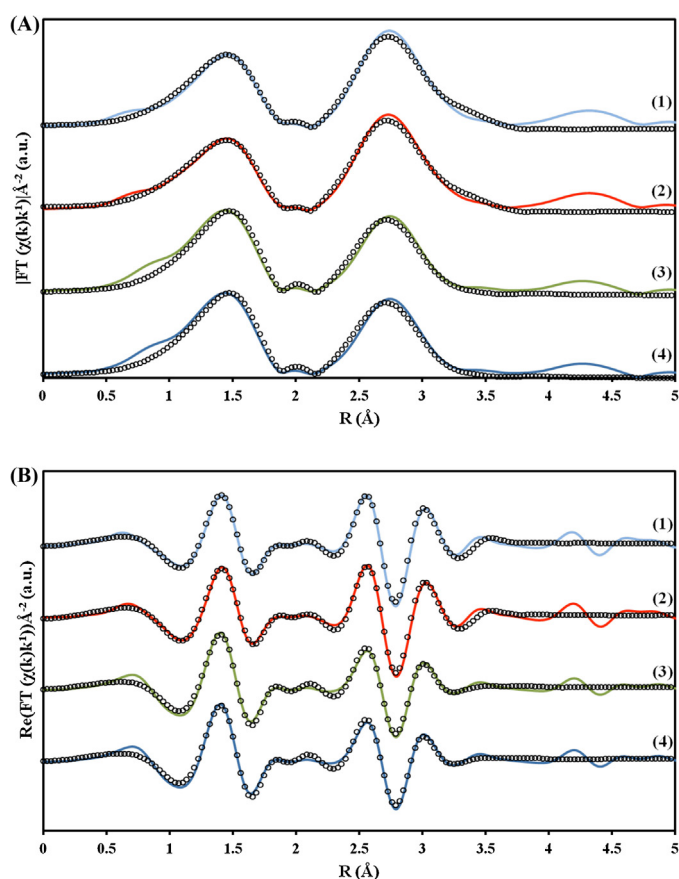 (A)
(1)
(2)
(3)
(4)
|FT (χ(k)k³)|Å⁻² (a.u.)
0 0.5 1 1.5 2 2.5 3 3.5 4 4.5 5
R (Å)
(B)
(1)
(2)
(3)
(4)
Re(FT (χ(k)k³))Å⁻² (a.u.)
0 0.5 1 1.5 2 2.5 3 3.5 4 4.5 5
R (Å)